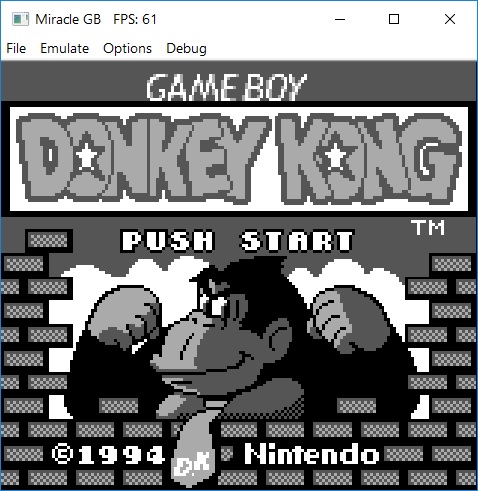 Miracle GB FPS: 61
File Emulate Options Debug
GAME BOY
DONKEY KONG
TM
PUSH START
©1994 Nintendo
DK